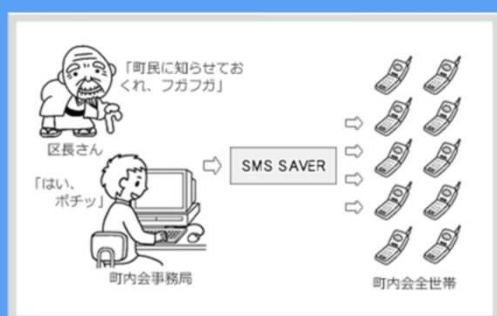 「町民に知らせてお
くれ、フガフガ」
区長さん
「はい、
ポチッ」
SMS SAVER
町内会事務局
町内会全世帯